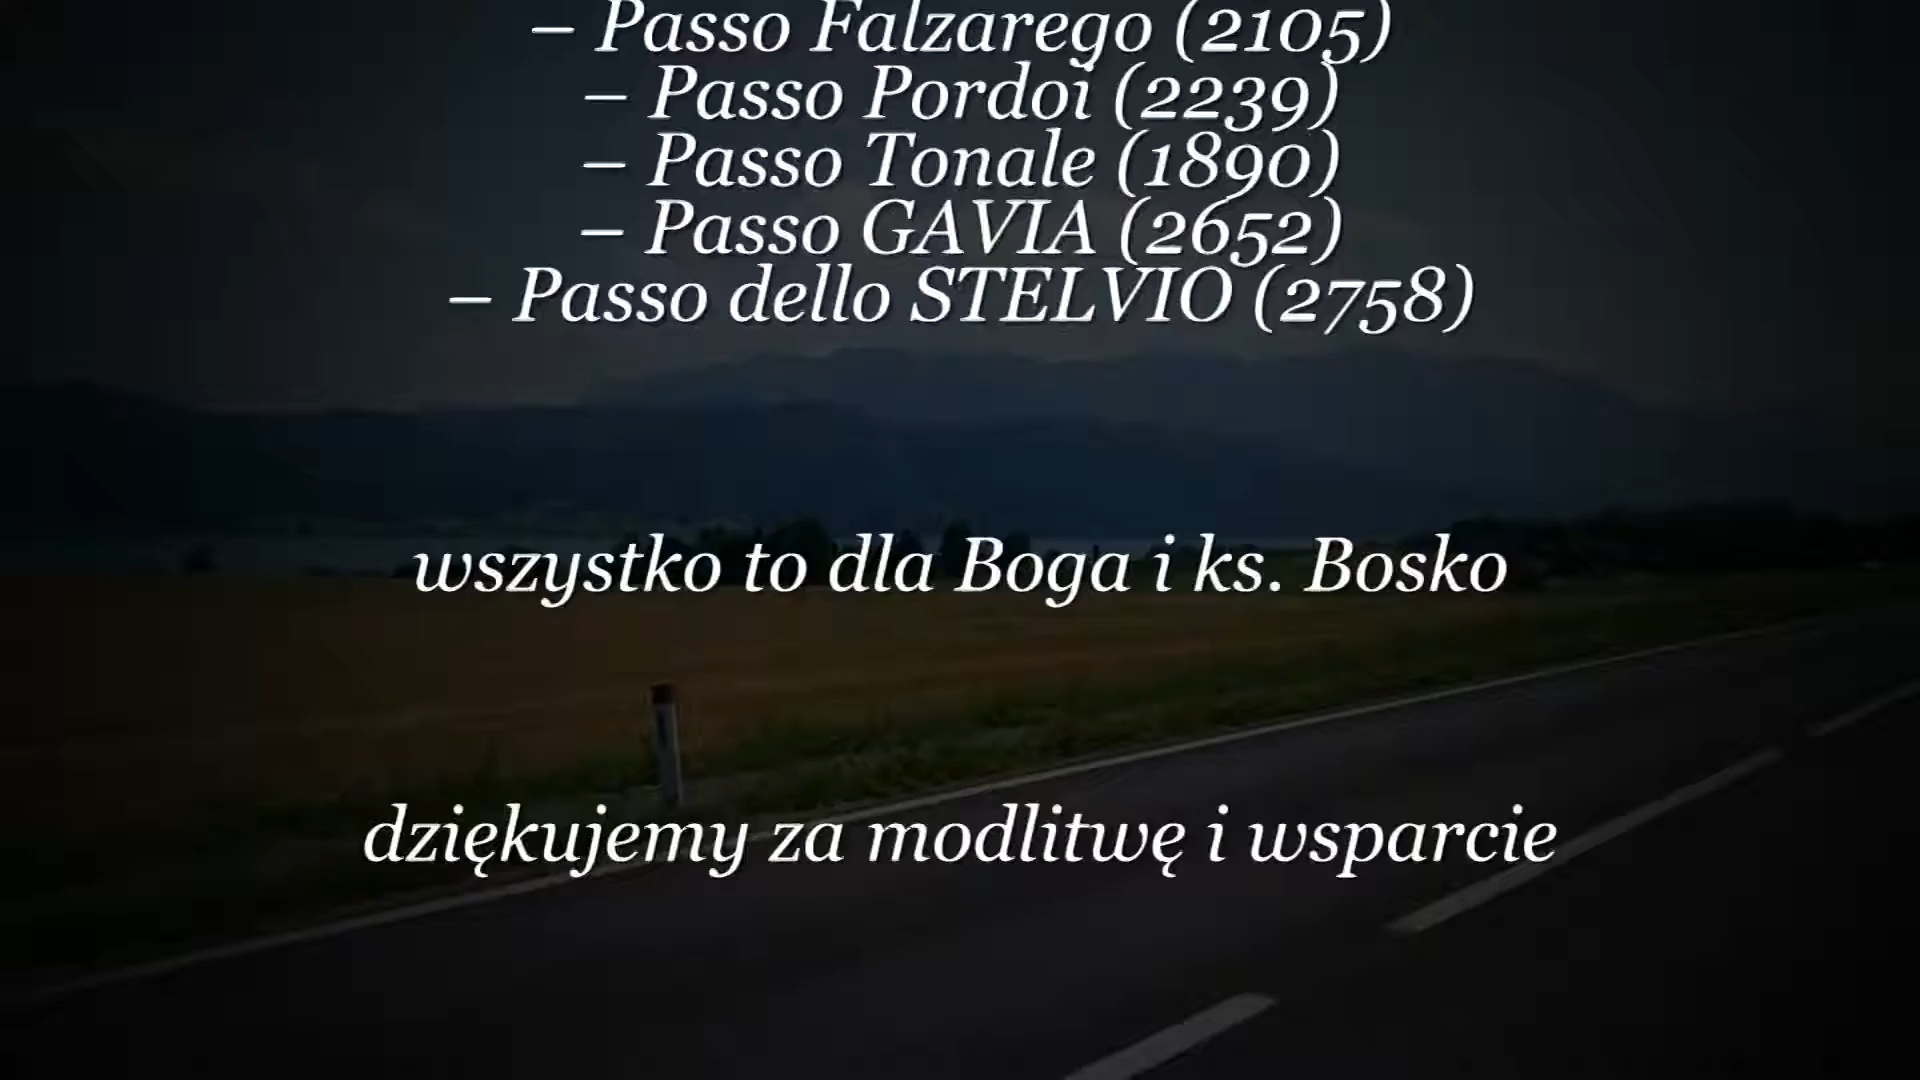 – Passo Falzarego (2105)
– Passo Pordoi (2239)
– Passo Tonale (1890)
– Passo GAVIA (2652)
– Passo dello STELVIO (2758)
wszystko to dla Boga i ks. Bosko
dziękujemy za modlitwę i wsparcie